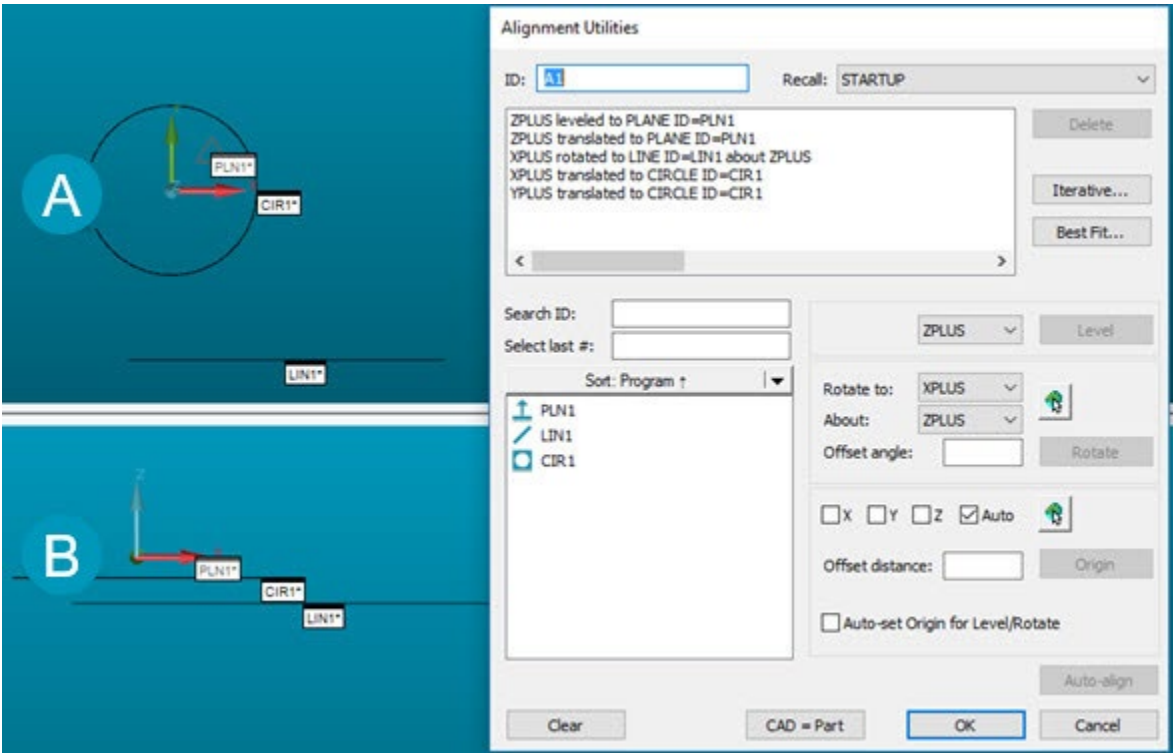 A
PLN1*
CIR1*
LIN1*
B
Z
PLN1*
CIR1*
LIN1*
Alignment Utilities
ID: A1 Recall: STARTUP
ZPLUS leveled to PLANE ID=PLN1
ZPLUS translated to PLANE ID=PLN1
XPLUS rotated to LINE ID=LIN1 about ZPLUS
XPLUS translated to CIRCLE ID=CIR1
YPLUS translated to CIRCLE ID=CIR1
Delete
Iterative...
Best Fit...
Search ID:
Select last #:
Sort: Program ↑
PLN1
LIN1
CIR1
ZPLUS Level
Rotate to: XPLUS
About: ZPLUS
Offset angle: Rotate
X Y Z Auto
Offset distance: Origin
Auto-set Origin for Level/Rotate
Auto-align
Clear CAD = Part OK Cancel